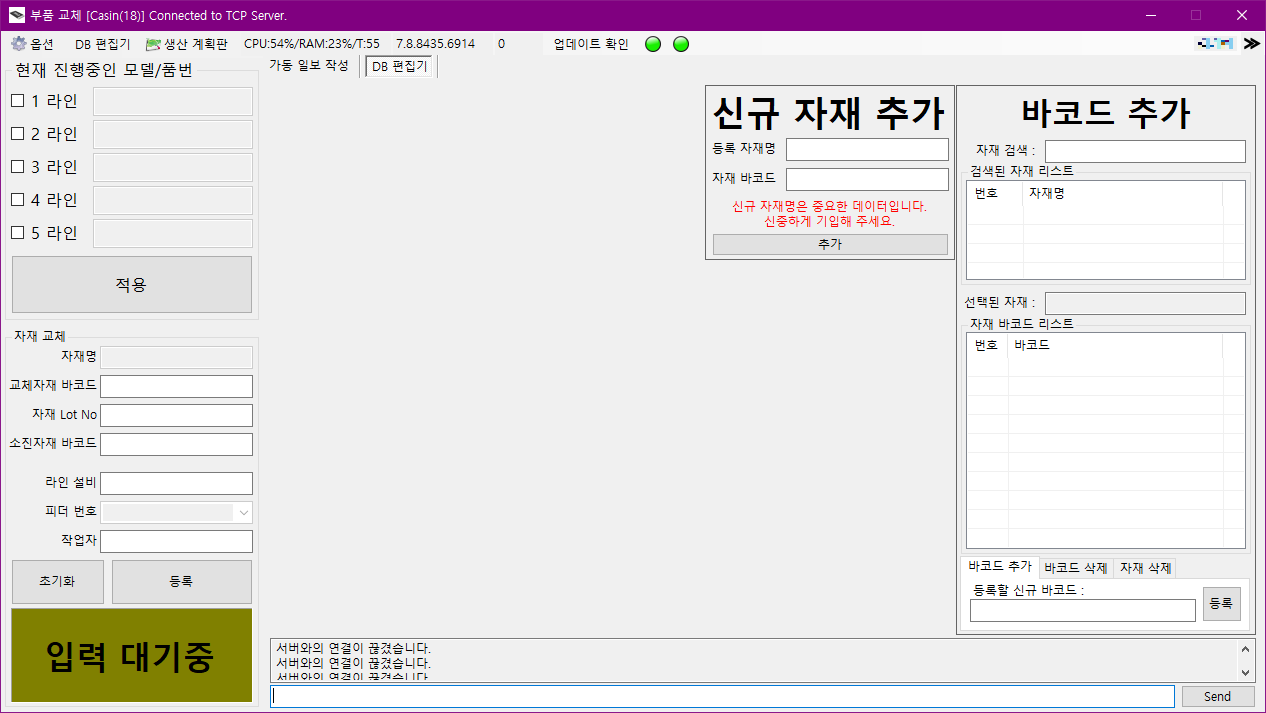 부품 교체 [Casin(18)] Connected to TCP Server.
옵션 DB 편집기 생산 계획판 CPU:54%/RAM:23%/T:55 7.8.8435.6914 0 업데이트 확인
현재 진행중인 모델/품번
1 라인
2 라인
3 라인
4 라인
5 라인
적용
자재 교체
자재명
교체자재 바코드
자재 Lot No
소진자재 바코드
라인 설비
피더 번호
작업자
초기화 등록
입력 대기중
가동 일보 작성 DB 편집기
신규 자재 추가
등록 자재명
자재 바코드
신규 자재명은 중요한 데이터입니다.
신중하게 기입해 주세요.
추가
바코드 추가
자재 검색 :
검색된 자재 리스트
번호 자재명
선택된 자재 :
자재 바코드 리스트
번호 바코드
바코드 추가 바코드 삭제 자재 삭제
등록할 신규 바코드 :
등록
서버와의 연결이 끊겼습니다.
서버와의 연결이 끊겼습니다.
서버와의 연결이 끊겼습니다.
Send